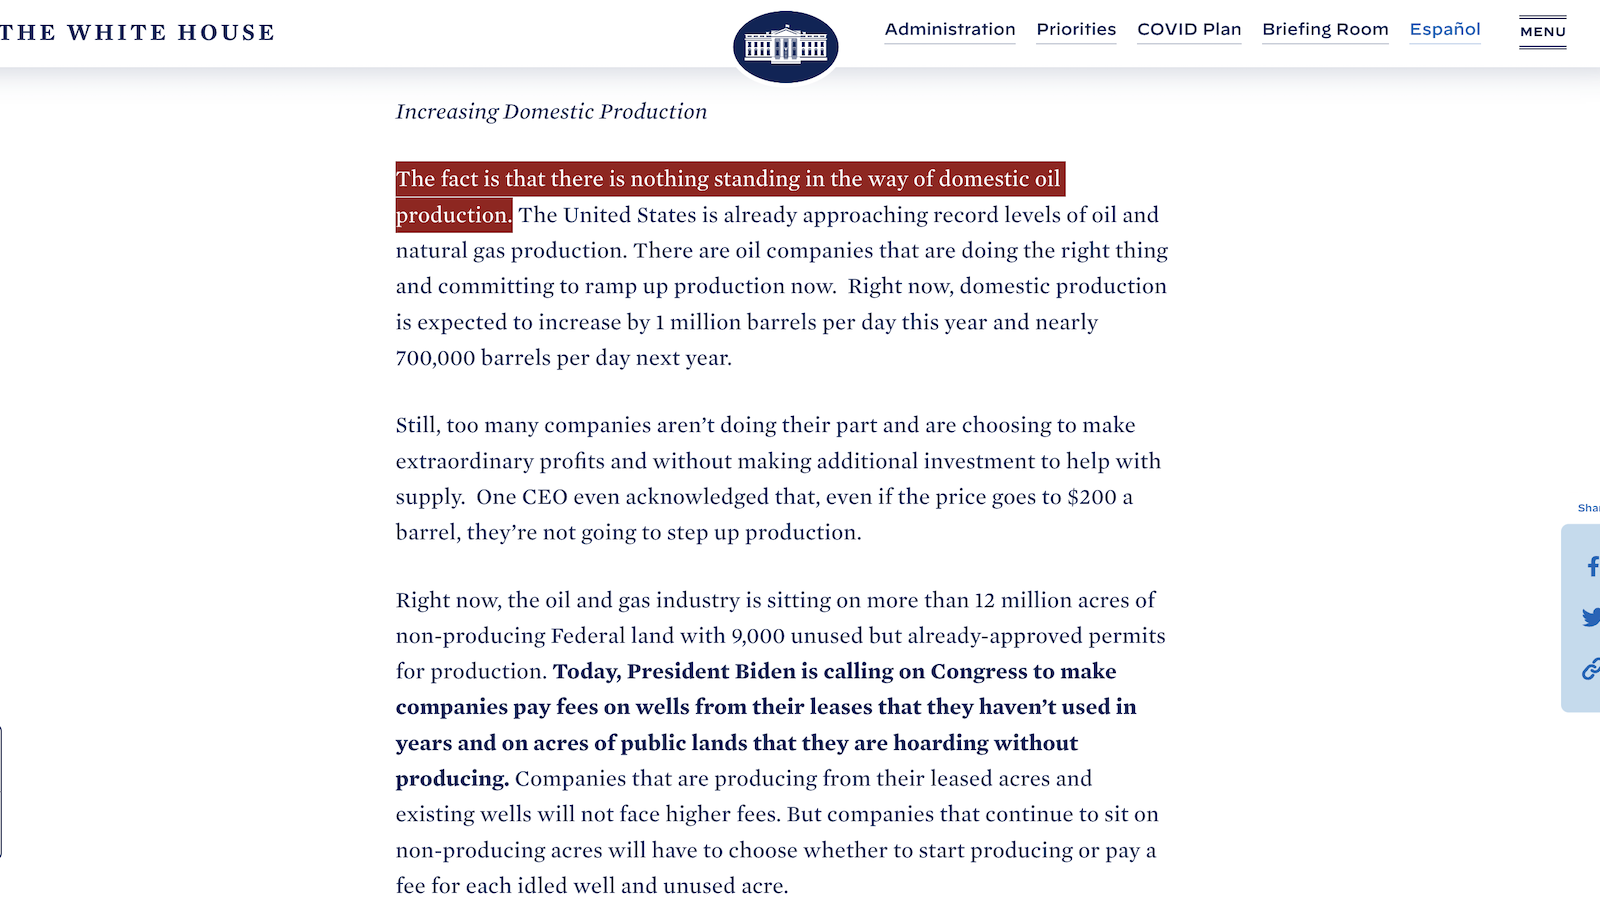 THE WHITE HOUSE
Administration Priorities COVID Plan Briefing Room Español MENU
Increasing Domestic Production
The fact is that there is nothing standing in the way of domestic oil
production. The United States is already approaching record levels of oil and
natural gas production. There are oil companies that are doing the right thing
and committing to ramp up production now.  Right now, domestic production
is expected to increase by 1 million barrels per day this year and nearly
700,000 barrels per day next year.
Still, too many companies aren’t doing their part and are choosing to make
extraordinary profits and without making additional investment to help with
supply.  One CEO even acknowledged that, even if the price goes to $200 a
barrel, they’re not going to step up production.
Right now, the oil and gas industry is sitting on more than 12 million acres of
non-producing Federal land with 9,000 unused but already-approved permits
for production. Today, President Biden is calling on Congress to make
companies pay fees on wells from their leases that they haven’t used in
years and on acres of public lands that they are hoarding without
producing. Companies that are producing from their leased acres and
existing wells will not face higher fees. But companies that continue to sit on
non-producing acres will have to choose whether to start producing or pay a
fee for each idled well and unused acre.